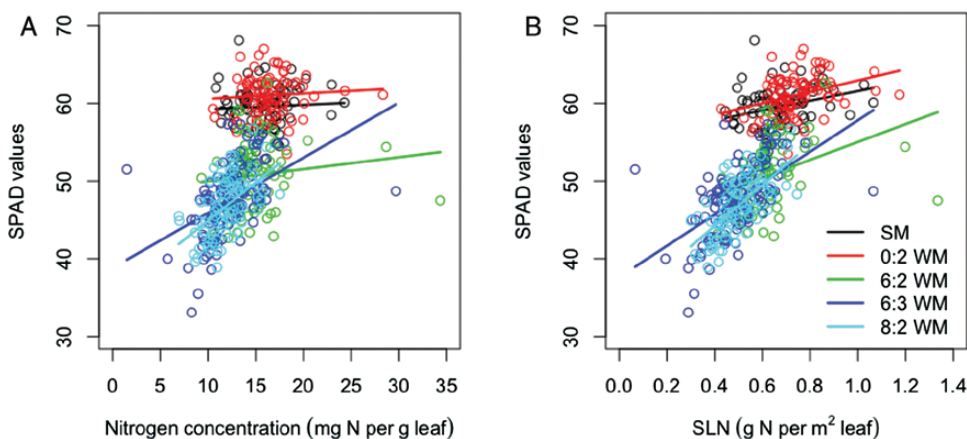 A
SPAD values
70
60
50
40
30
0
5
10
15
20
25
30
35
Nitrogen concentration (mg N per g leaf)
B
SPAD values
70
60
50
40
30
0.0
0.2
0.4
0.6
0.8
1.0
1.2
1.4
SLN (g N per m² leaf)
SM
0:2 WM
6:2 WM
6:3 WM
8:2 WM